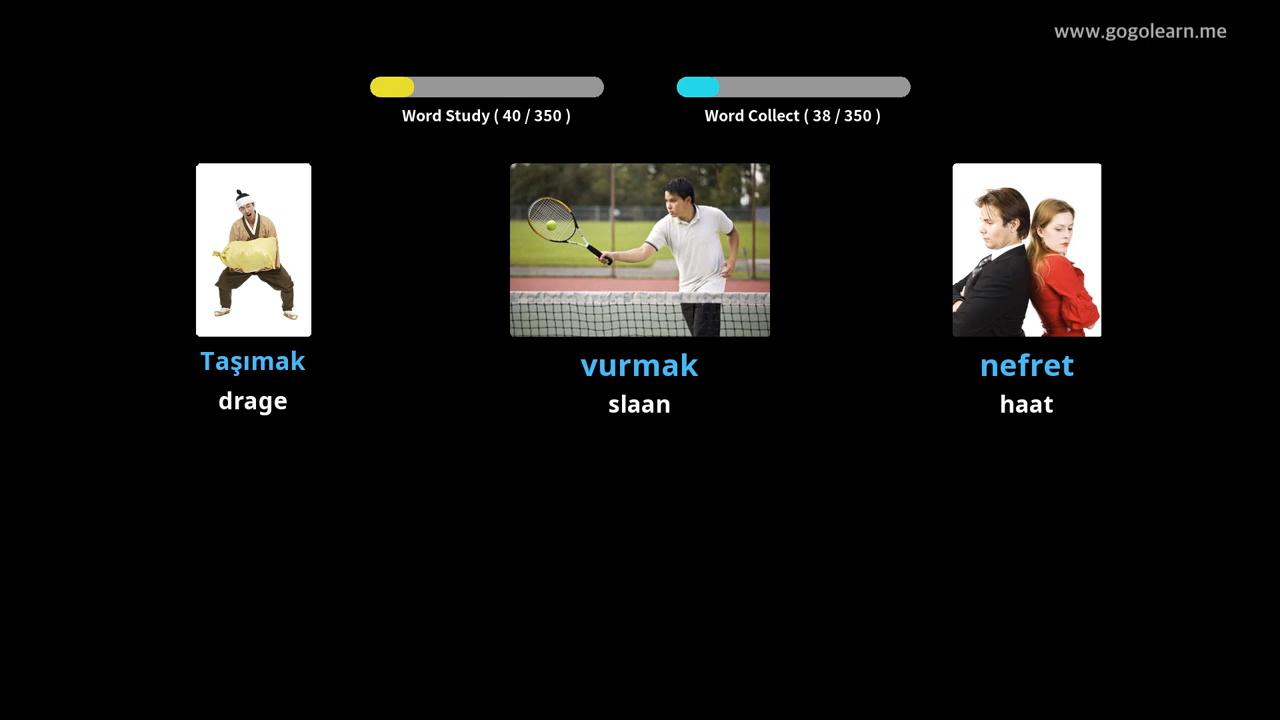 www.gogolearn.me
Word Study ( 40 / 350 )
Word Collect ( 38 / 350 )
Taşımak
drage
vurmak
slaan
nefret
haat